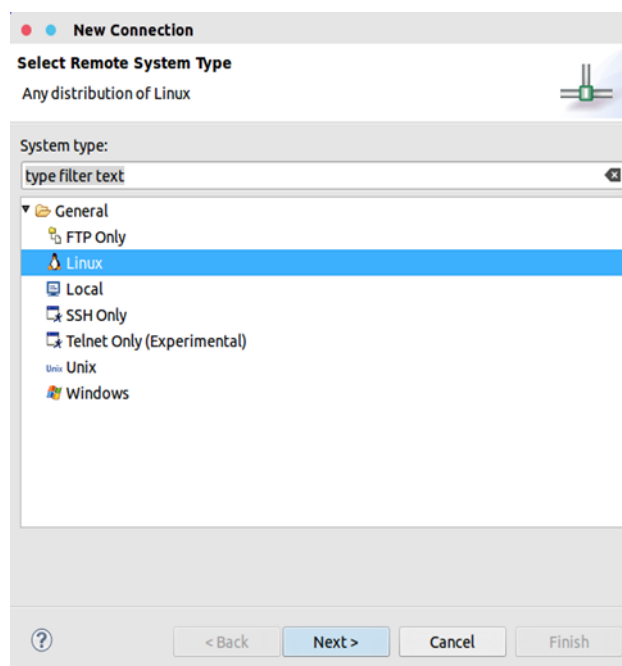 New Connection
Select Remote System Type
Any distribution of Linux
System type:
type filter text
General
FTP Only
Linux
Local
SSH Only
Telnet Only (Experimental)
Unix Unix
Windows
? < Back Next > Cancel Finish